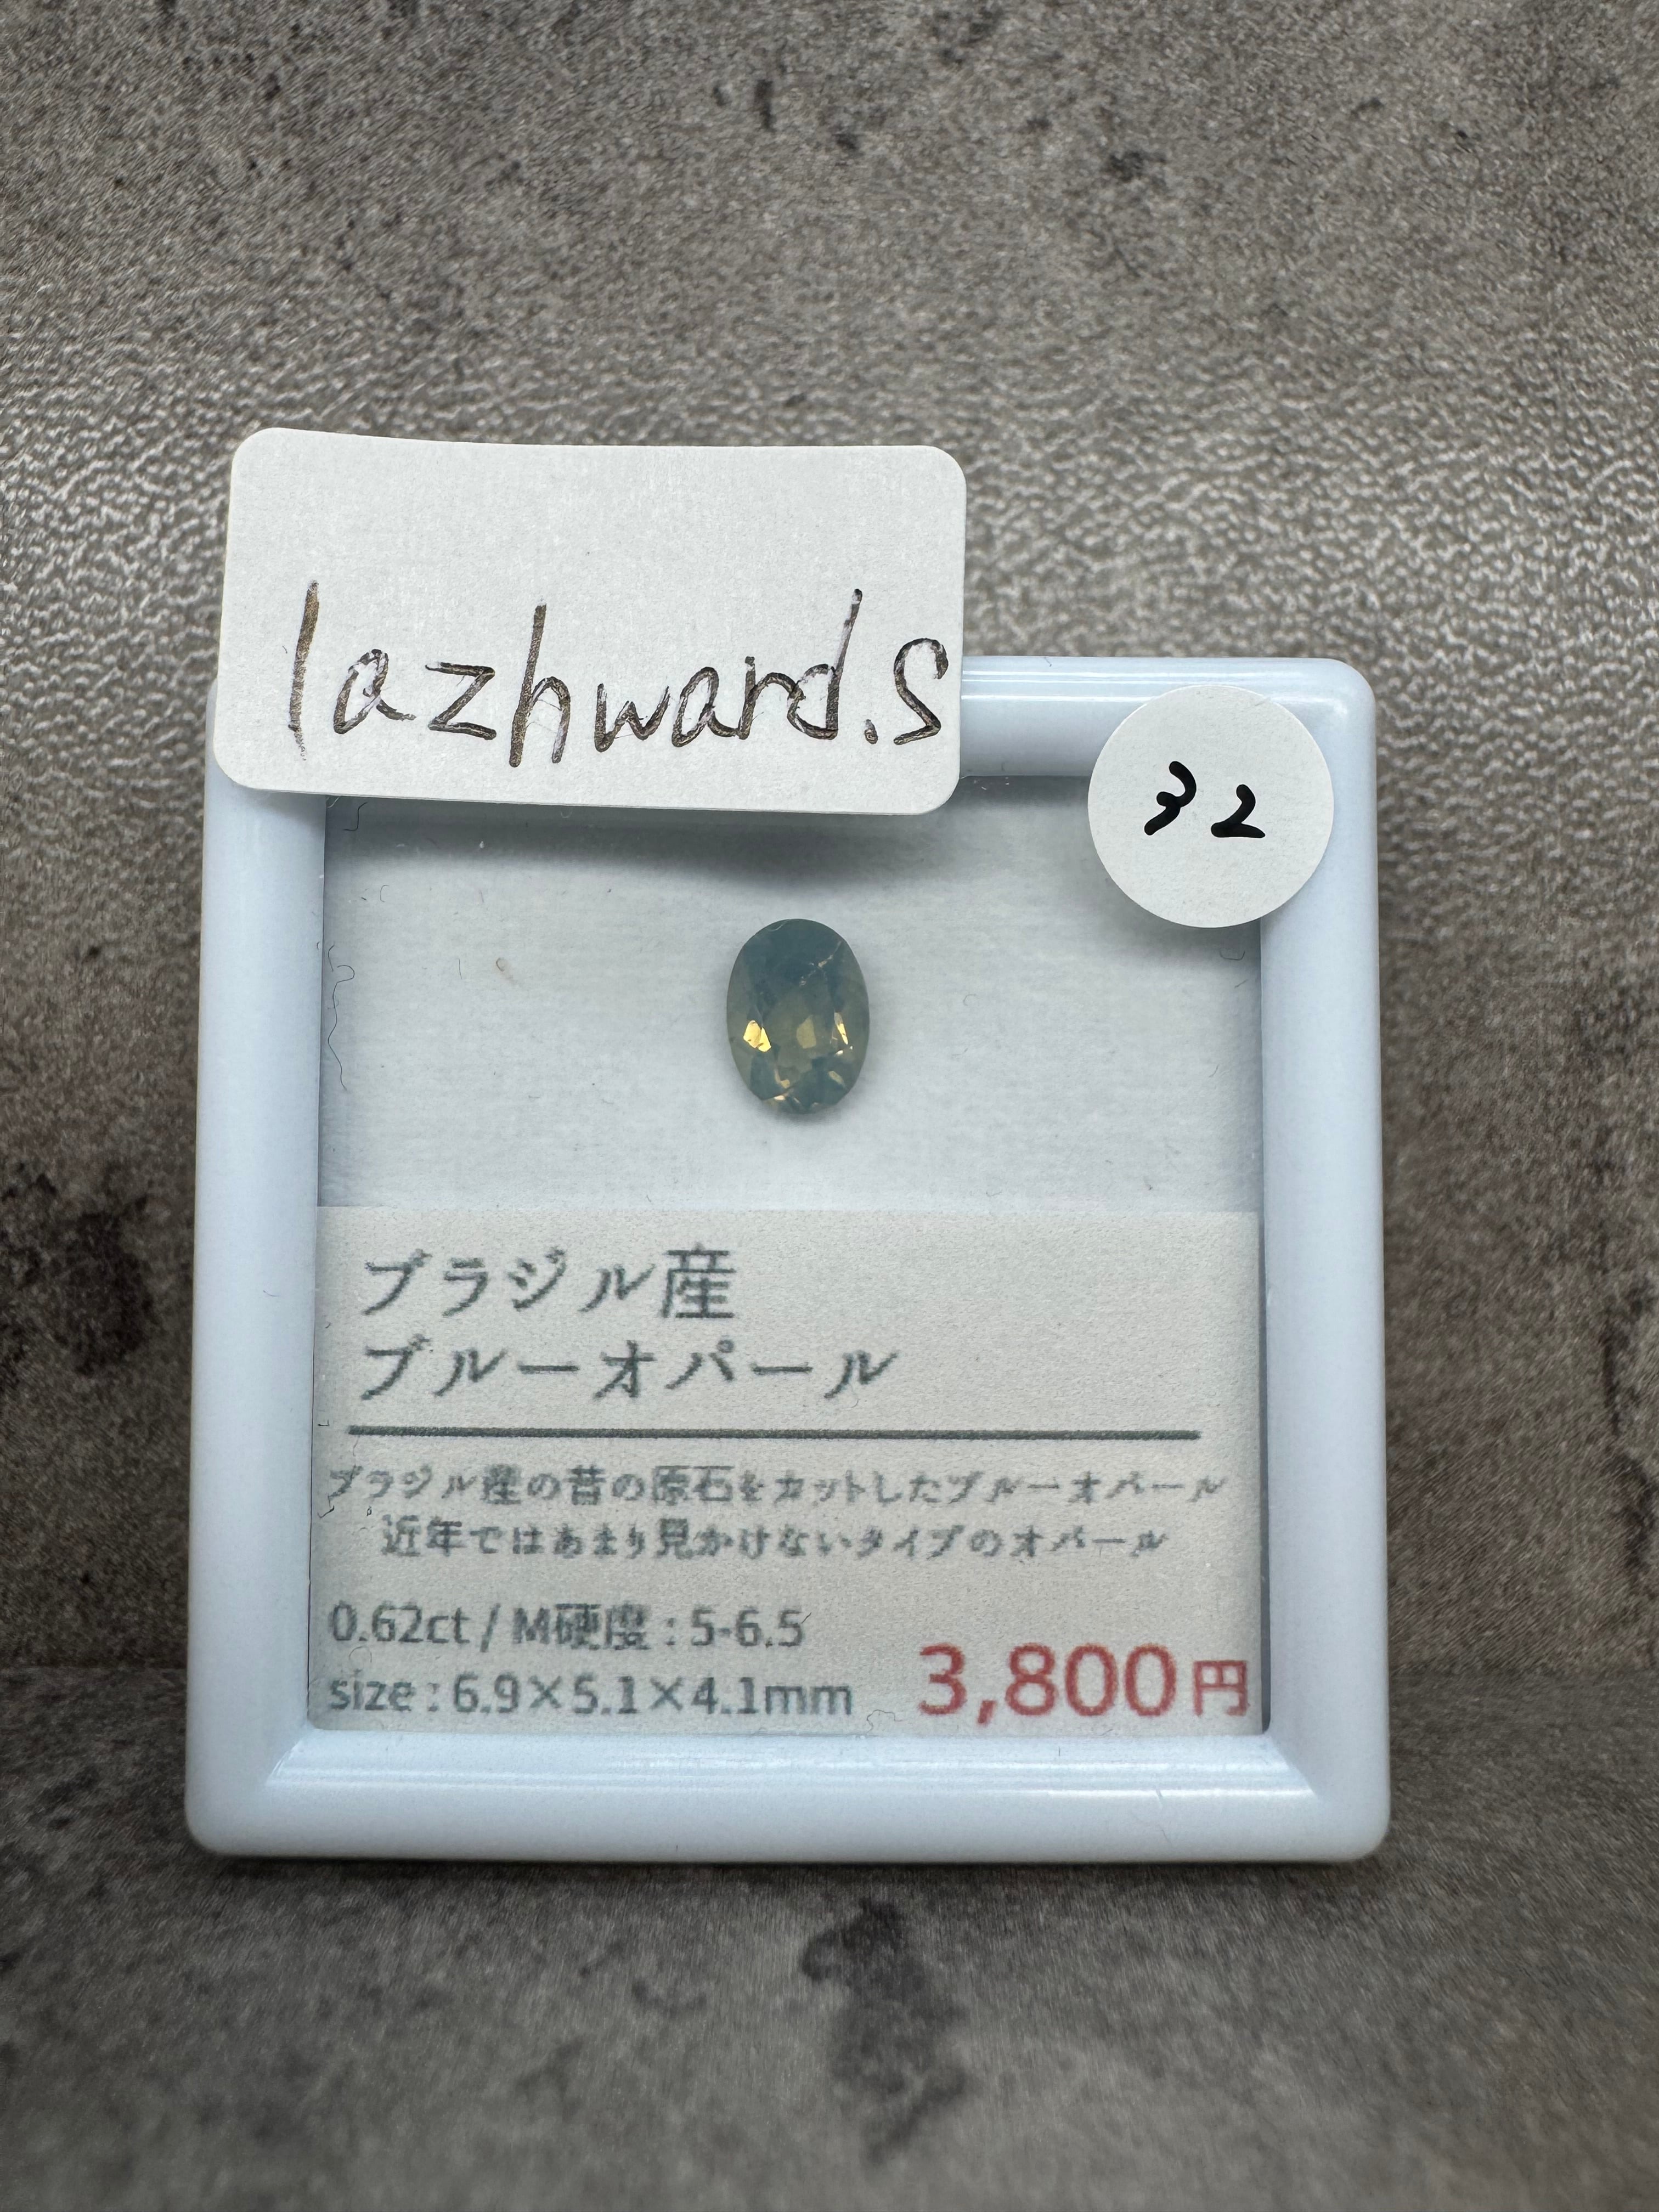 lazhward.s
32
ブラジル産
ブルーオパール
ブラジル産の昔の原石をカットしたブルーオパール
近年ではあまり見かけないタイプのオパール
0.62ct / M硬度 : 5-6.5
size : 6.9×5.1×4.1mm
3,800円